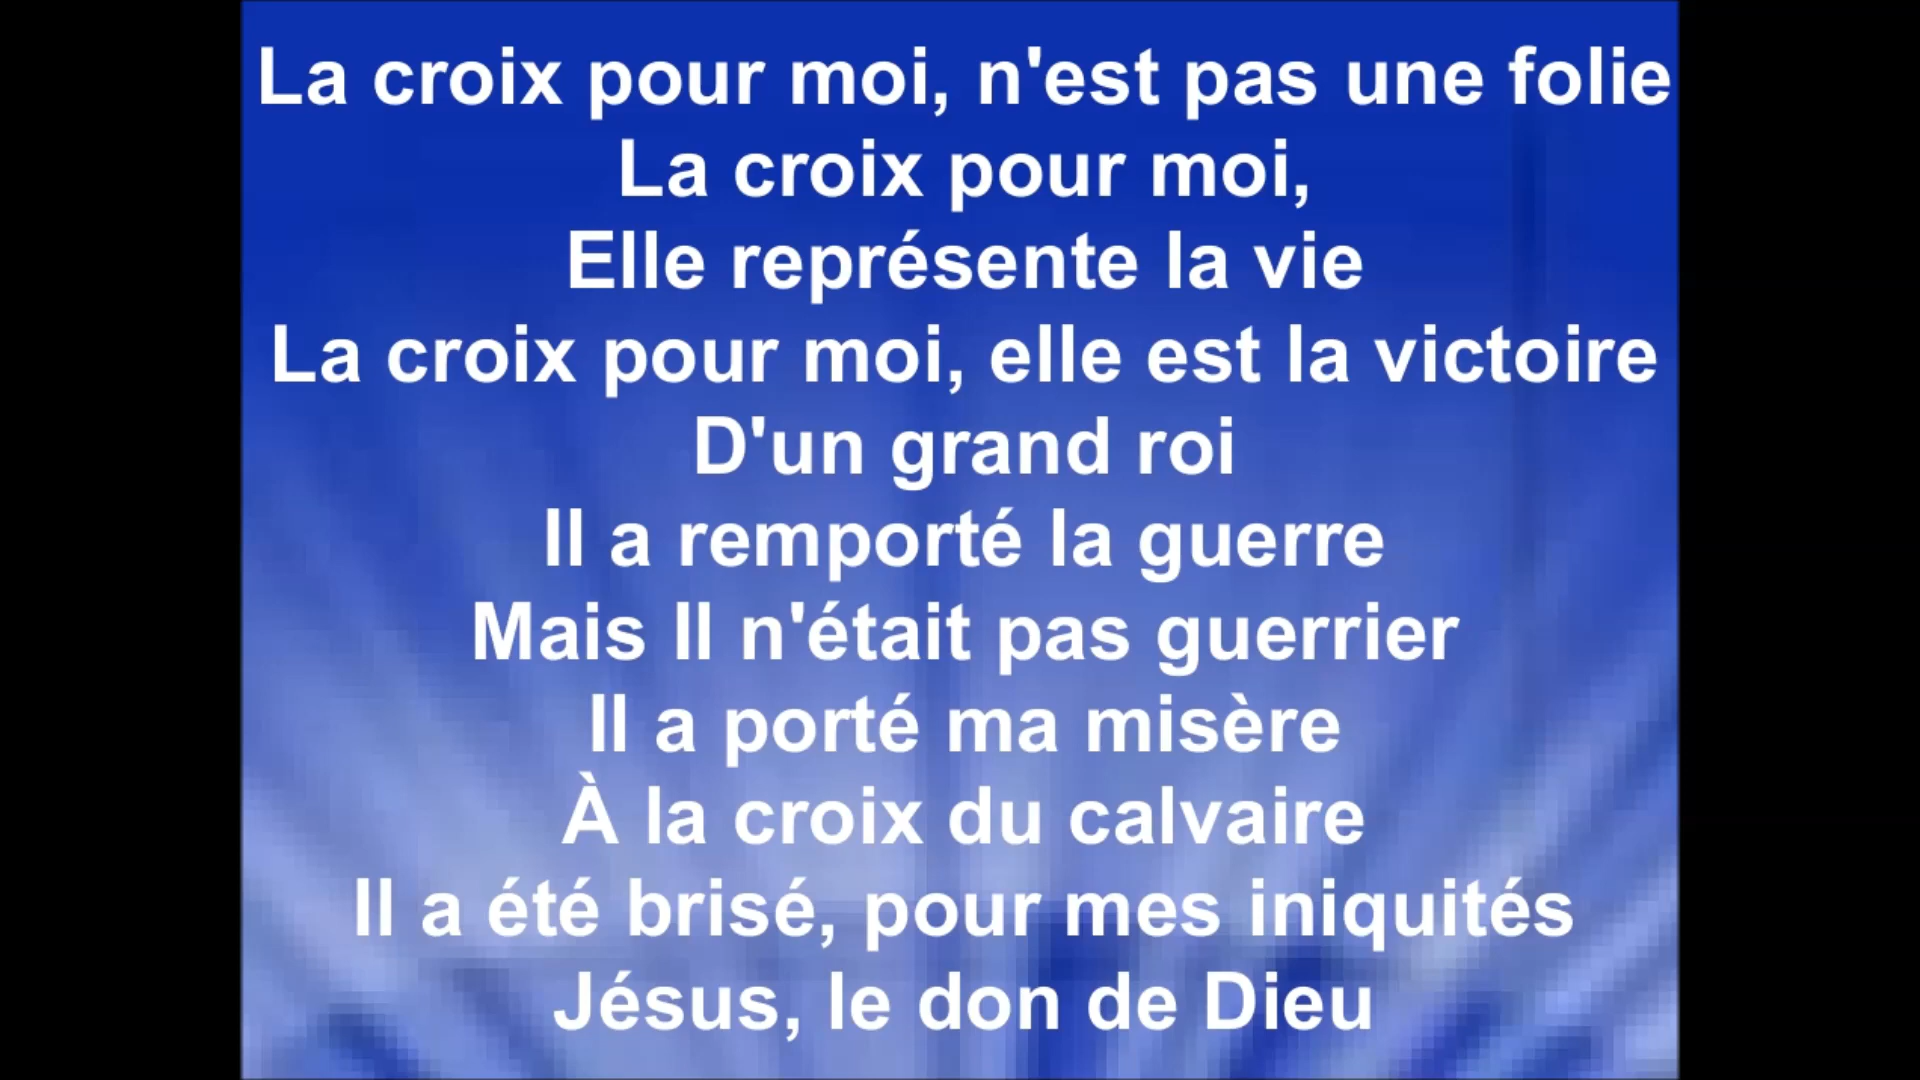 La croix pour moi, n'est pas une folie
La croix pour moi,
Elle représente la vie
La croix pour moi, elle est la victoire
D'un grand roi
Il a remporté la guerre
Mais Il n'était pas guerrier
Il a porté ma misère
À la croix du calvaire
Il a été brisé, pour mes iniquités
Jésus, le don de Dieu